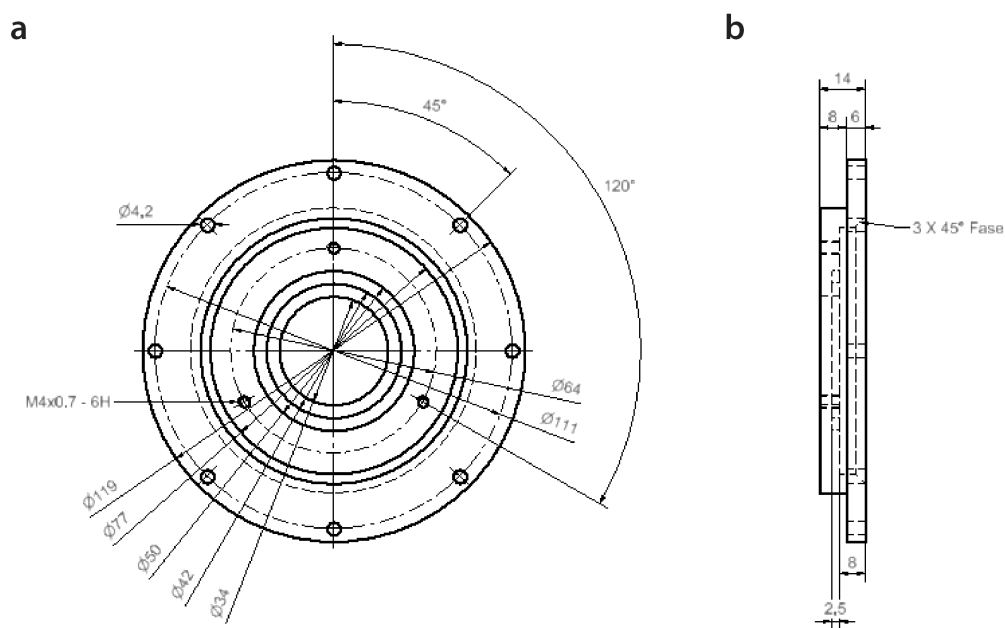 a
b
14
45°
8
6
120°
Ø4,2
3 X 45° Fase
Ø64
M4x0.7 - 6H
Ø111
Ø119
Ø77
Ø50
Ø42
Ø34
8
2,5